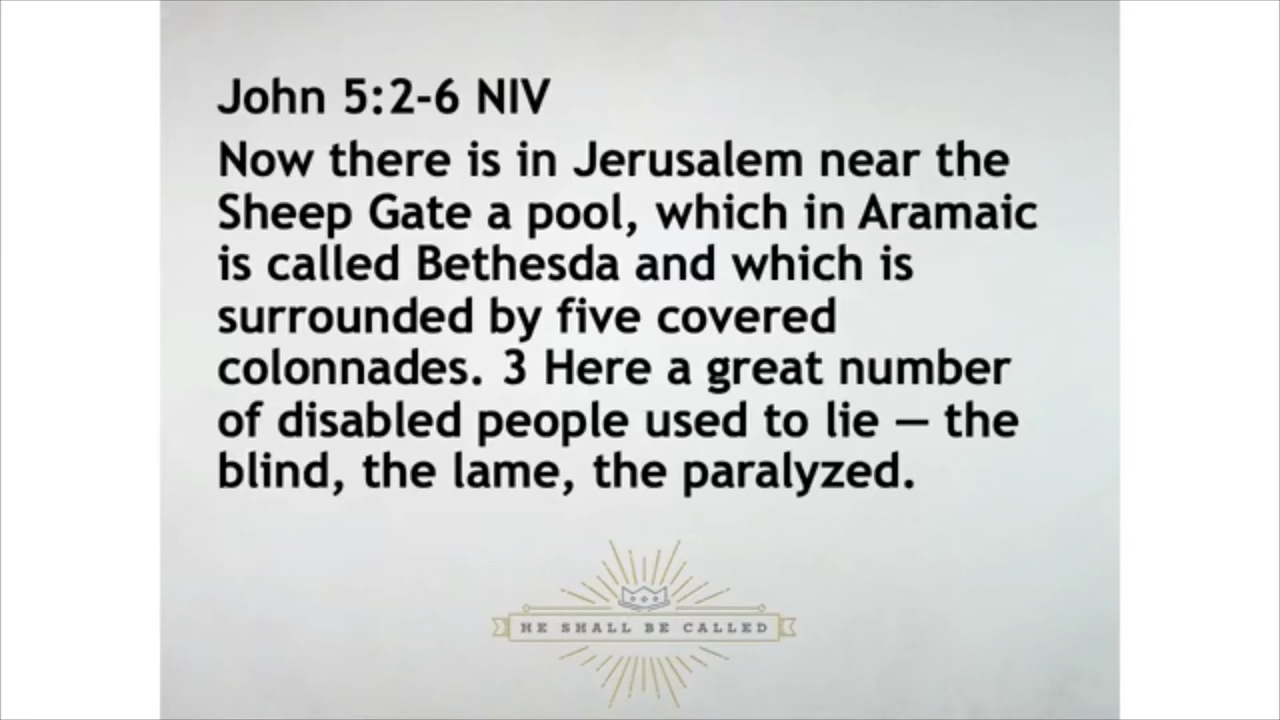 John 5:2-6 NIV
Now there is in Jerusalem near the
Sheep Gate a pool, which in Aramaic
is called Bethesda and which is
surrounded by five covered
colonnades. 3 Here a great number
of disabled people used to lie — the
blind, the lame, the paralyzed.
HE SHALL BE CALLED